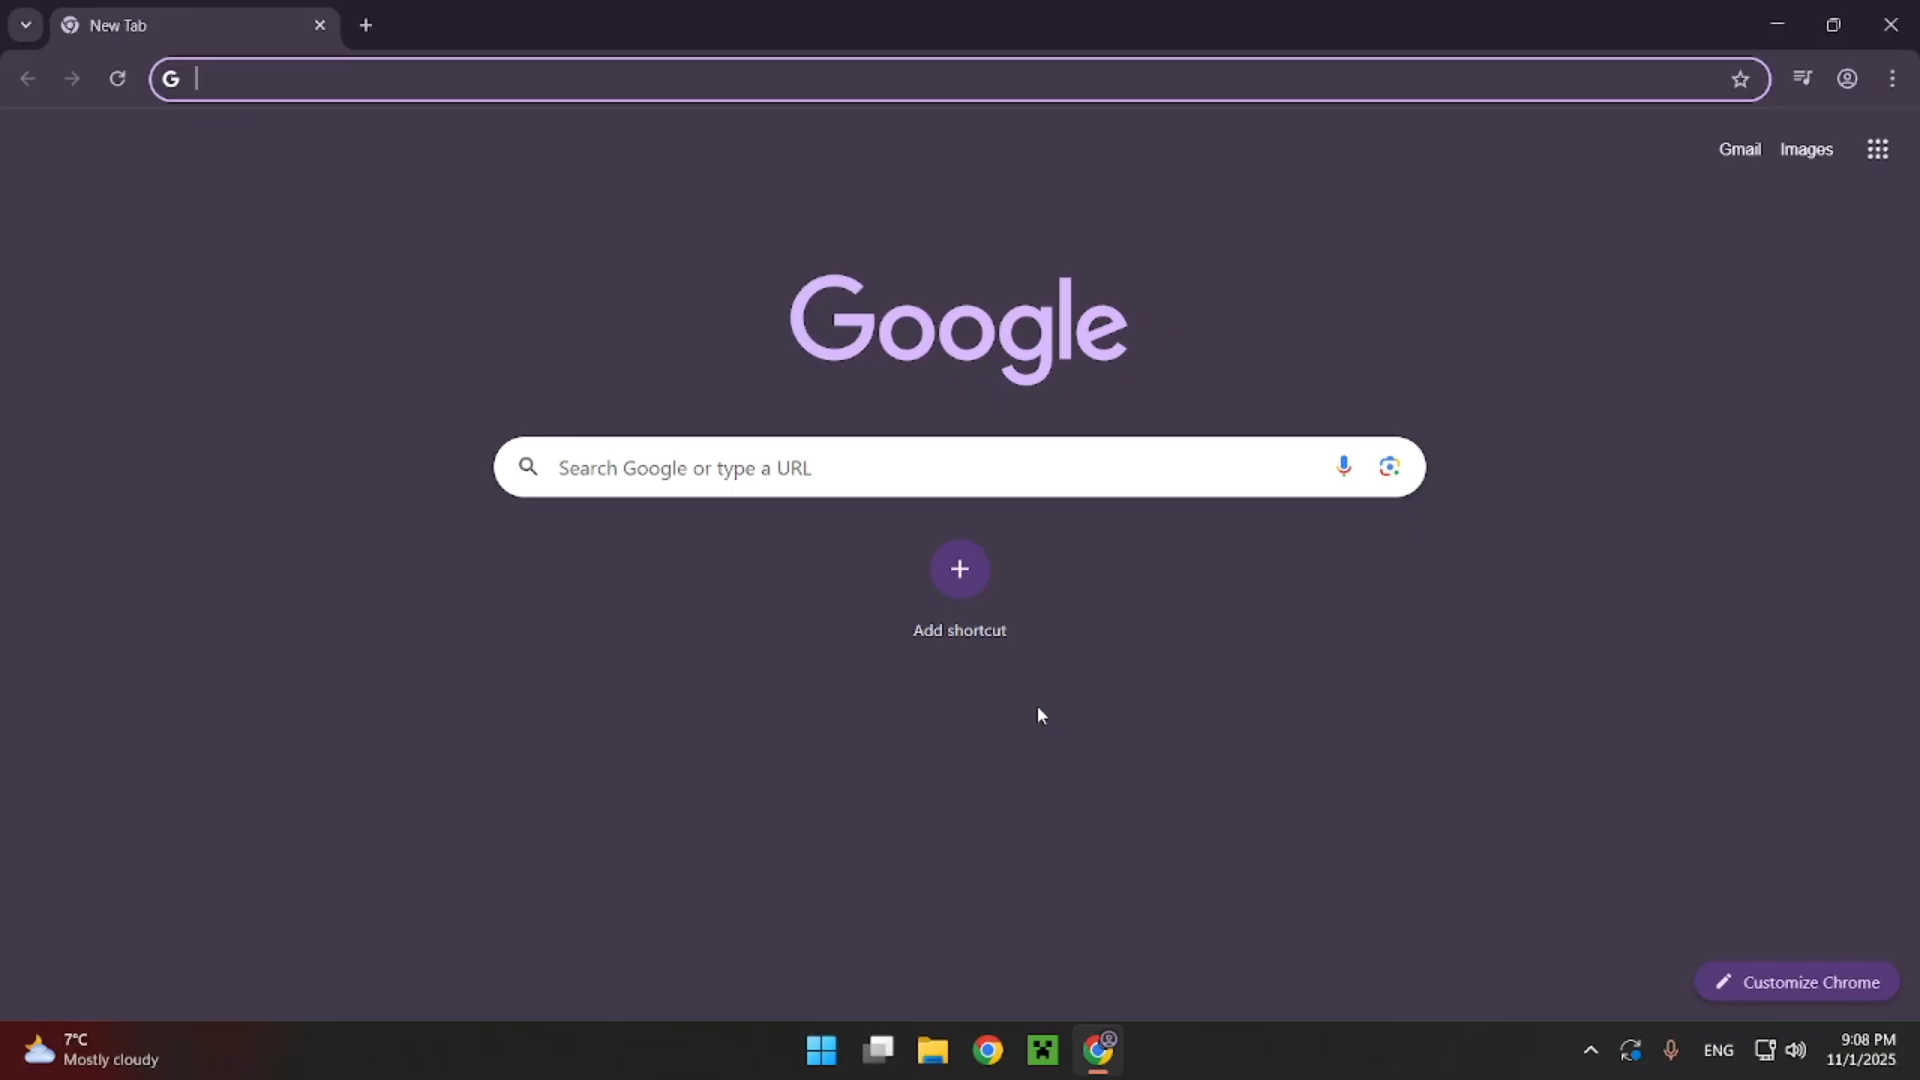 New Tab
Gmail Images
Google
Search Google or type a URL
Add shortcut
Customize Chrome
7°C
Mostly cloudy
ENG
9:08 PM
11/1/2025